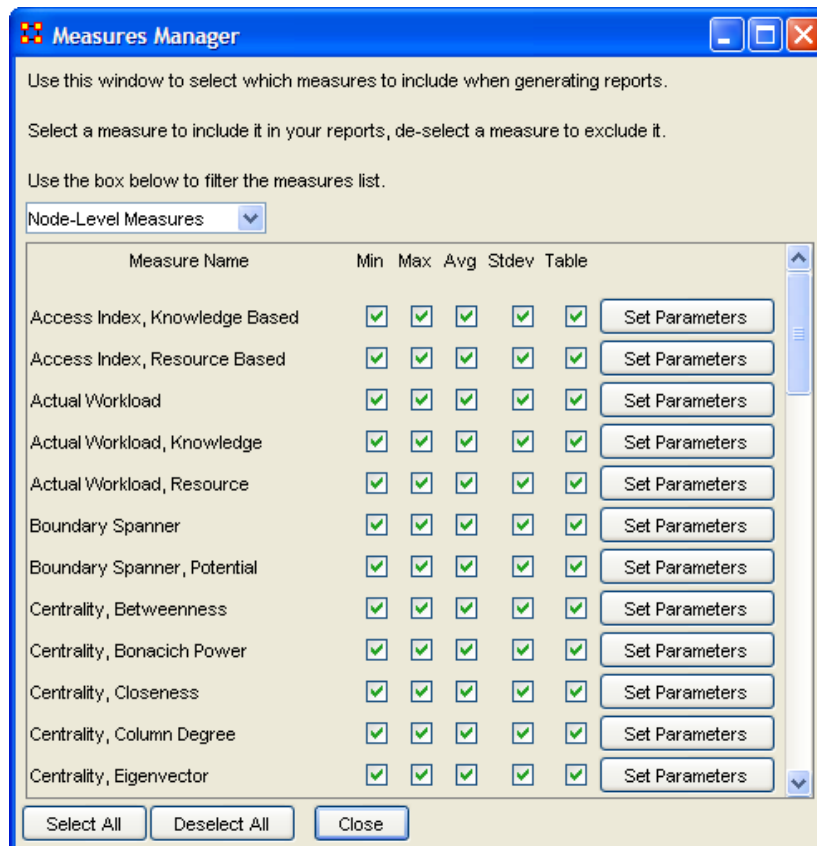 Measures Manager
Use this window to select which measures to include when generating reports.
Select a measure to include it in your reports, de-select a measure to exclude it.
Use the box below to filter the measures list.
Node-Level Measures
Measure Name Min Max Avg Stdev Table
Access Index, Knowledge Based Set Parameters
Access Index, Resource Based Set Parameters
Actual Workload Set Parameters
Actual Workload, Knowledge Set Parameters
Actual Workload, Resource Set Parameters
Boundary Spanner Set Parameters
Boundary Spanner, Potential Set Parameters
Centrality, Betweenness Set Parameters
Centrality, Bonacich Power Set Parameters
Centrality, Closeness Set Parameters
Centrality, Column Degree Set Parameters
Centrality, Eigenvector Set Parameters
Select All Deselect All Close